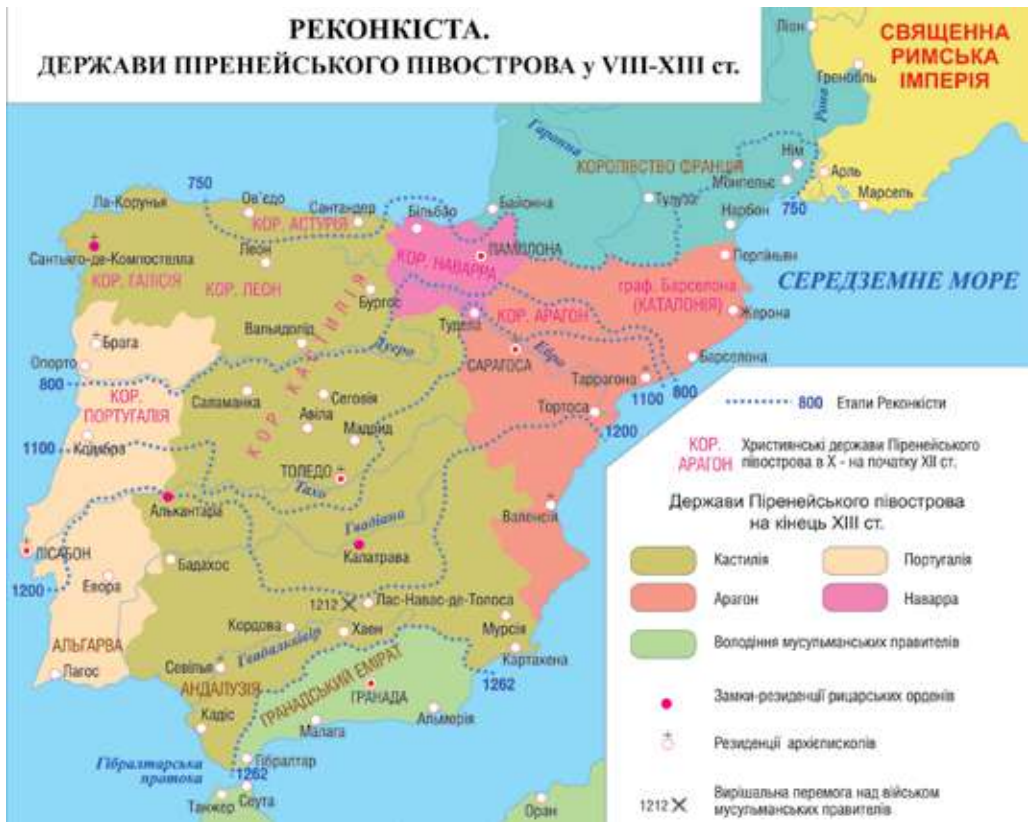 РЕКОНКІСТА.
ДЕРЖАВИ ПІРЕНЕЙСЬКОГО ПІВОСТРОВА у VIII-XIII ст.
СВЯЩЕННА
РИМСЬКА
ІМПЕРІЯ
Ліон
Гренобль
Рона
Гаронна
КОРОЛІВСТВО ФРАНЦІЯ
Нім
Монпельє
Арль
Марсель
Тулуза
Нарбон
750
750
Ла-Корунья
Ов'єдо
Сантандер
Більбао
Байонна
КОР. АСТУРІЯ
Сантьяго-де-Компостелла
Леон
ПАМПЛОНА
КОР. НАВАРРА
Перпіньян
СЕРЕДЗЕМНЕ МОРЕ
КОР. ГАЛІСІЯ
КОР. ЛЕОН
Бургос
граф. Барселона
(КАТАЛОНІЯ)
КОР. АРАГОН
Жерона
Тудела
Вальядолід
КОР. КАСТИЛІЯ
Дуеро
Ебро
Брага
САРАГОСА
Барселона
Опорто
800
Таррагона
1100
800
КОР.
ПОРТУГАЛІЯ
Саламанка
Сеговія
Авіла
Мадрид
Тортоса
1200
1100
Коїмбра
ТОЛЕДО
Тахо
Алькантара
Гвадіана
Валенсія
ЛІСАБОН
Бадахос
Калатрава
1200
Евора
1212
Лас-Навас-де-Толоса
Кордова
Хаен
Мурсія
АЛЬГАРВА
Гвадалквівір
Картахена
Лагос
Севілья
АНДАЛУЗІЯ
ГРАНАДСЬКИЙ ЕМІРАТ
1262
ГРАНАДА
Кадіс
Малага
Альмерія
Гібралтарська
протока
Гібралтар
1262
Танжер
Сеута
Оран
800
Етапи Реконкісти
КОР.
АРАГОН
Християнські держави Піренейського
півострова в X - на початку XII ст.
Держави Піренейського півострова
на кінець XIII ст.
Кастилія
Португалія
Арагон
Наварра
Володіння мусульманських правителів
Замки-резиденції рицарських орденів
Резиденції архієпископів
1212
Вирішальна перемога над військом
мусульманських правителів